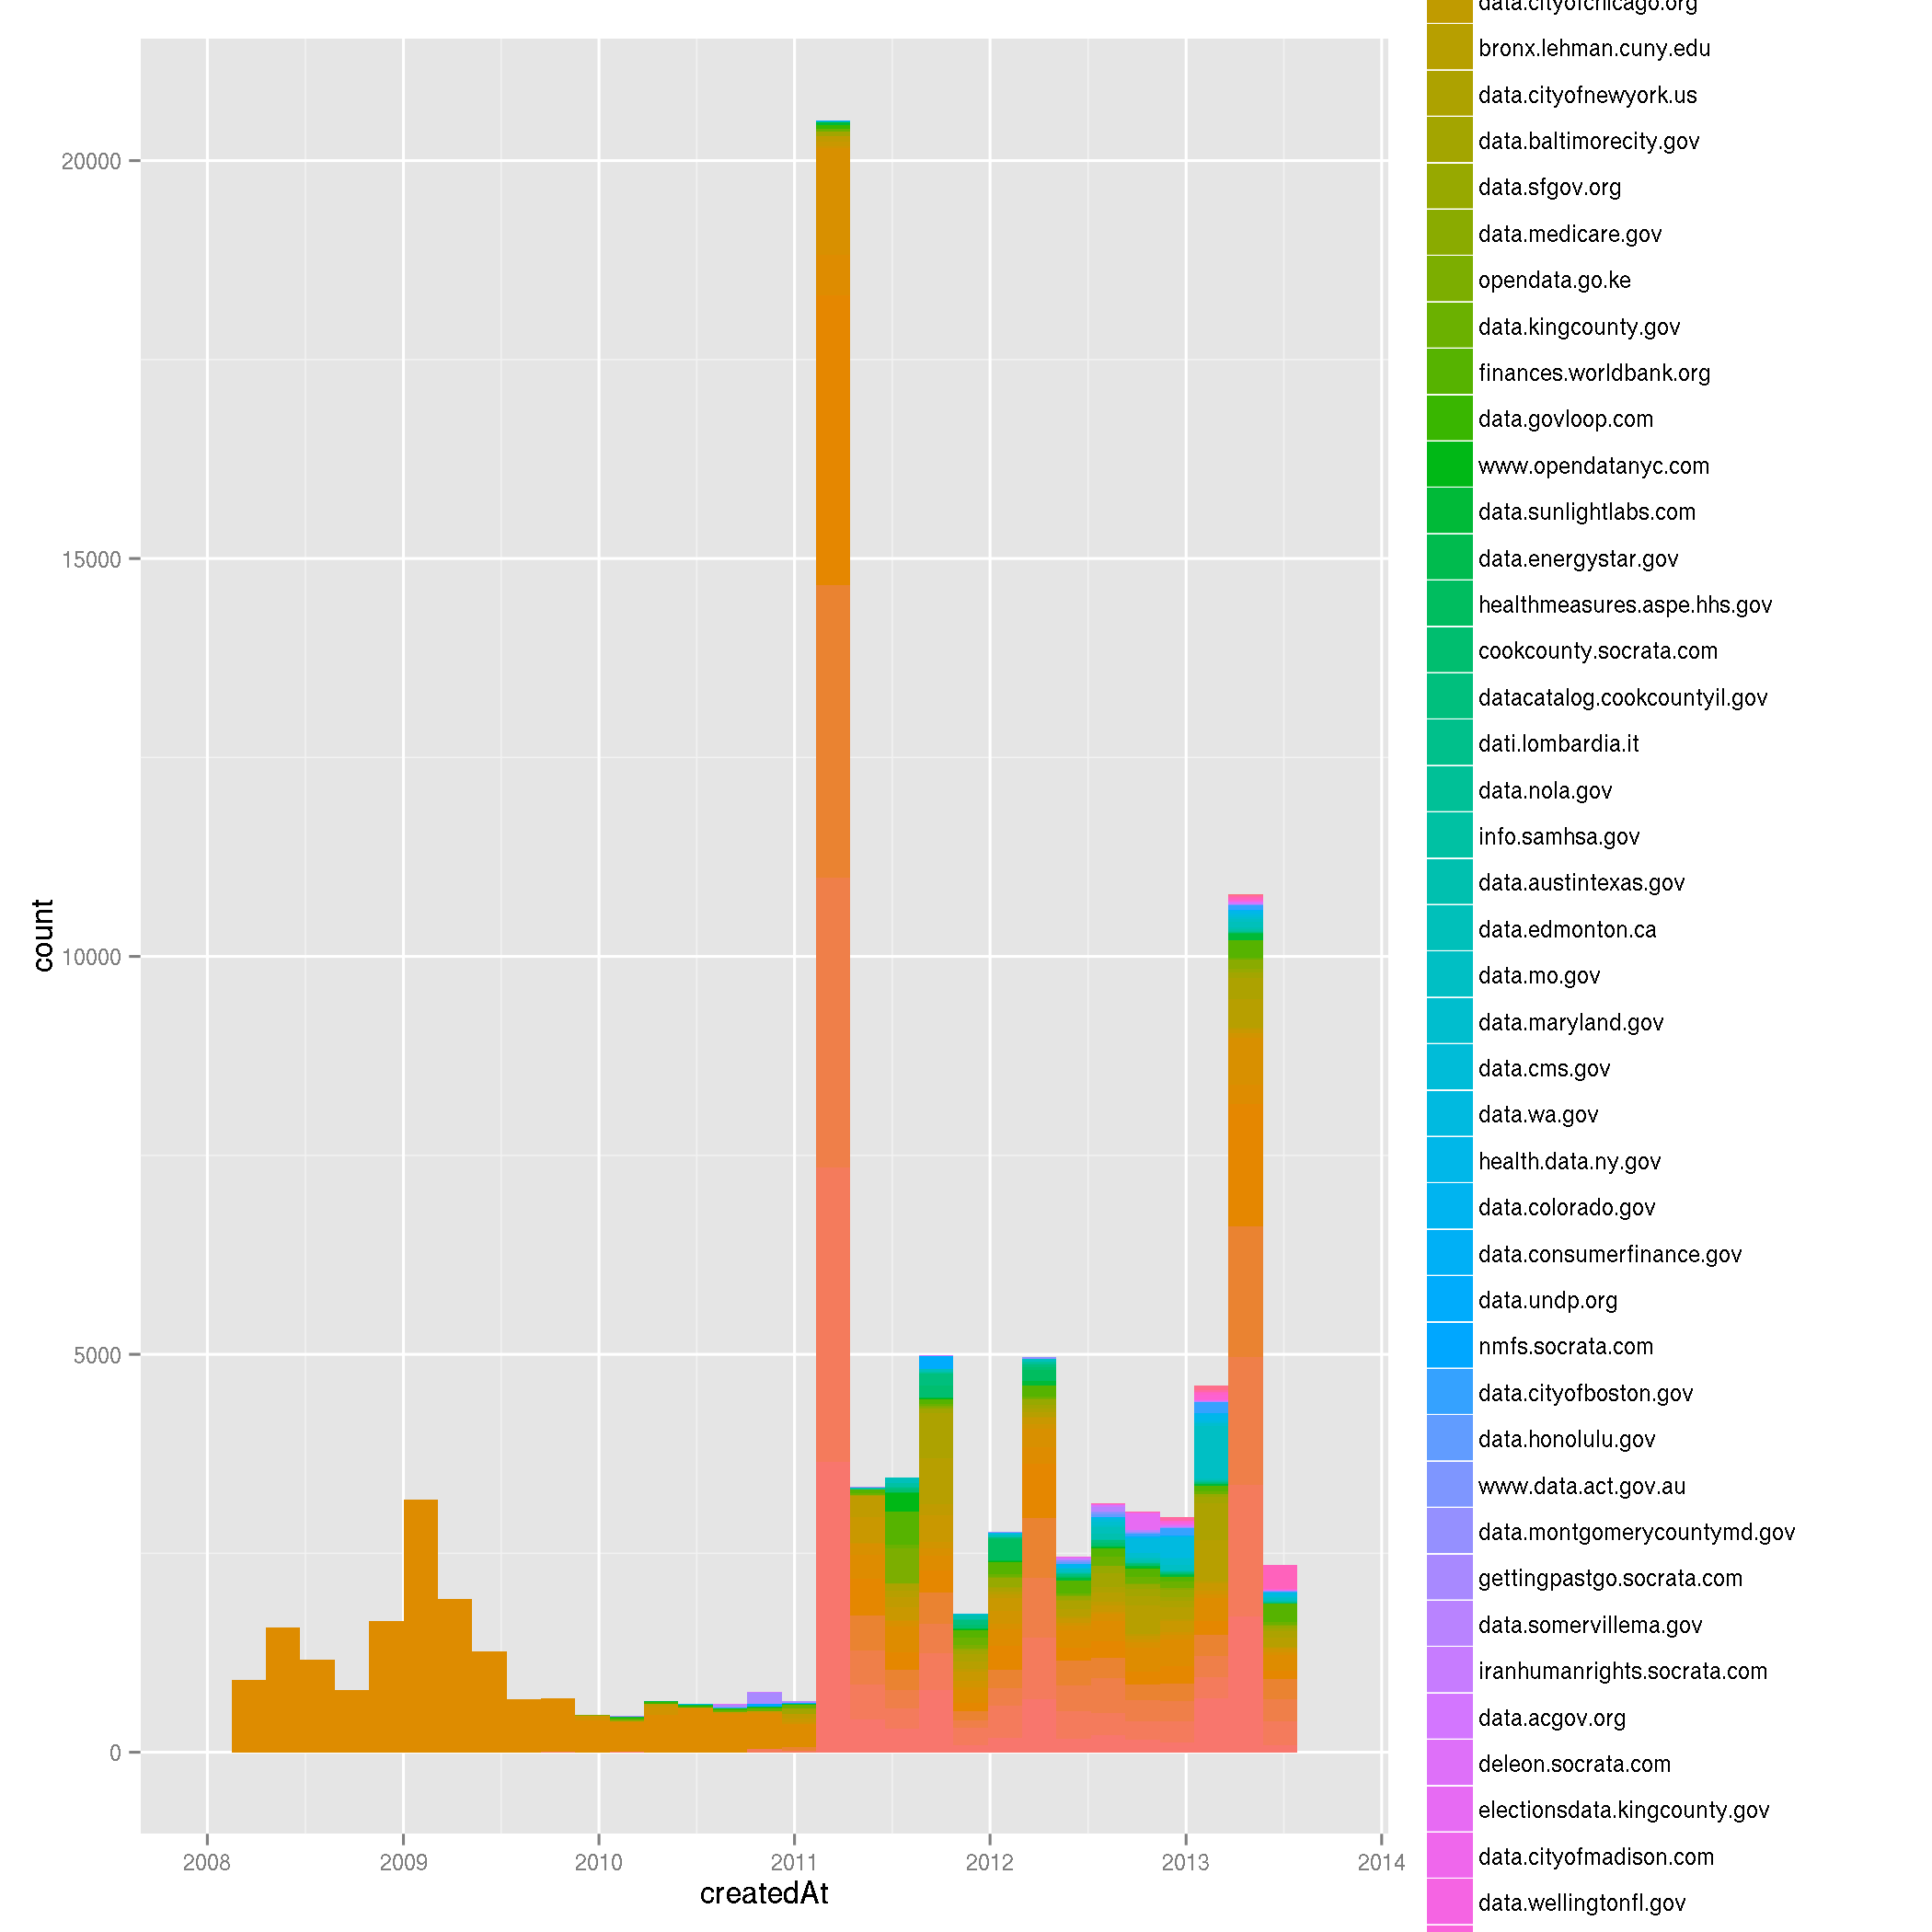 20000
15000
10000
5000
0
count
2008 2009 2010 2011 2012 2013 2014
createdAt
data.cityofchicago.org
bronx.lehman.cuny.edu
data.cityofnewyork.us
data.baltimorecity.gov
data.sfgov.org
data.medicare.gov
opendata.go.ke
data.kingcounty.gov
finances.worldbank.org
data.govloop.com
www.opendatanyc.com
data.sunlightlabs.com
data.energystar.gov
healthmeasures.aspe.hhs.gov
cookcounty.socrata.com
datacatalog.cookcountyil.gov
dati.lombardia.it
data.nola.gov
info.samhsa.gov
data.austintexas.gov
data.edmonton.ca
data.mo.gov
data.maryland.gov
data.cms.gov
data.wa.gov
health.data.ny.gov
data.colorado.gov
data.consumerfinance.gov
data.undp.org
nmfs.socrata.com
data.cityofboston.gov
data.honolulu.gov
www.data.act.gov.au
data.montgomerycountymd.gov
gettingpastgo.socrata.com
data.somervillema.gov
iranhumanrights.socrata.com
data.acgov.org
deleon.socrata.com
electionsdata.kingcounty.gov
data.cityofmadison.com
data.wellingtonfl.gov